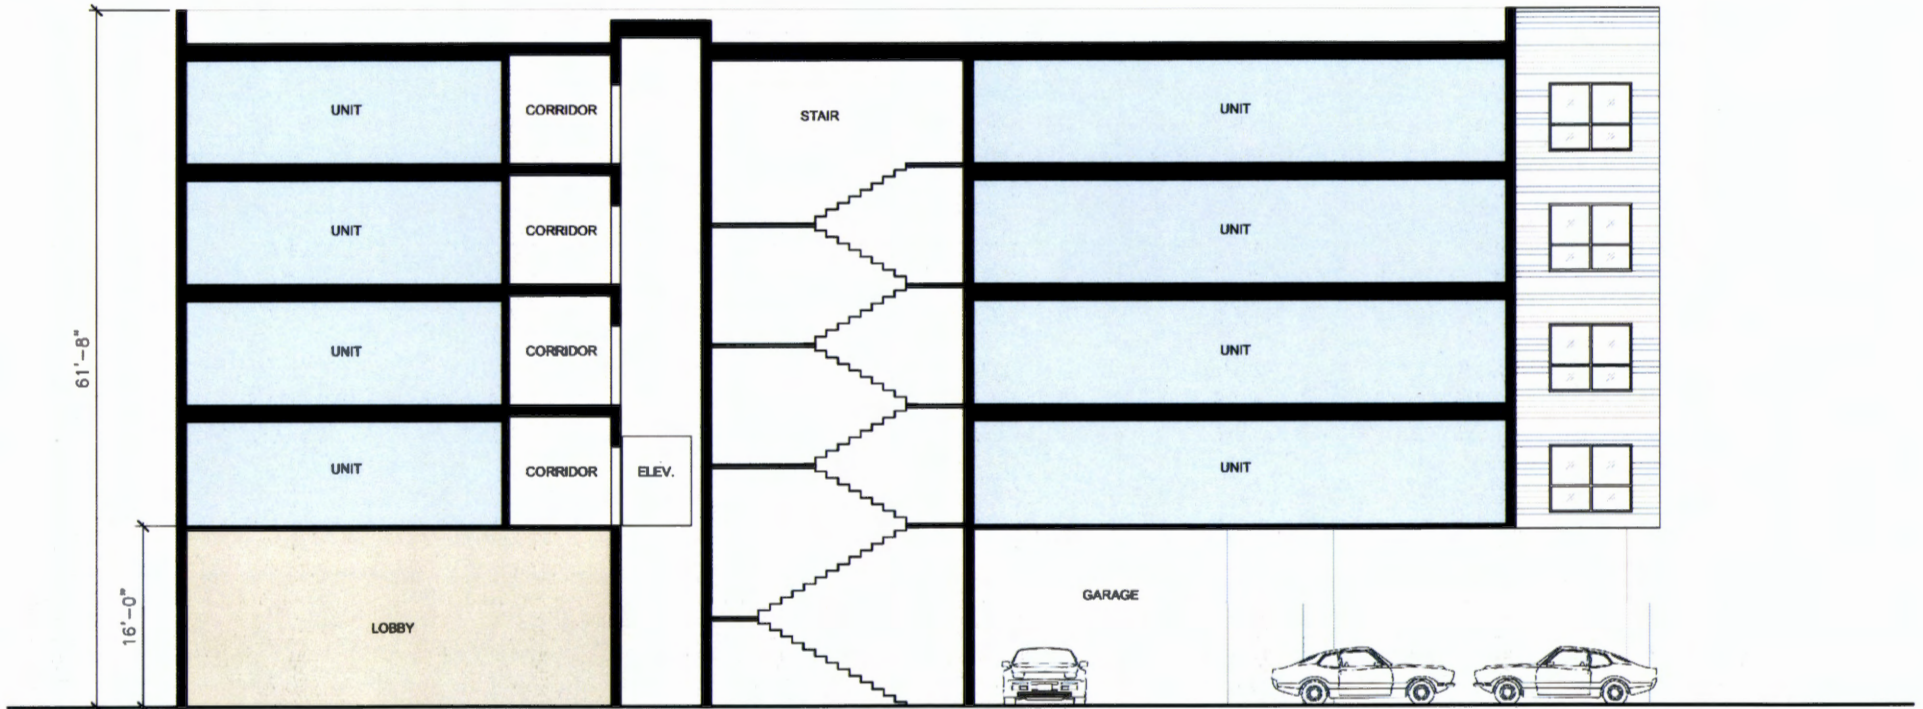 UNIT
CORRIDOR
STAIR
UNIT
UNIT
CORRIDOR
UNIT
61'-8"
UNIT
CORRIDOR
UNIT
UNIT
CORRIDOR
ELEV.
UNIT
16'-0"
LOBBY
GARAGE